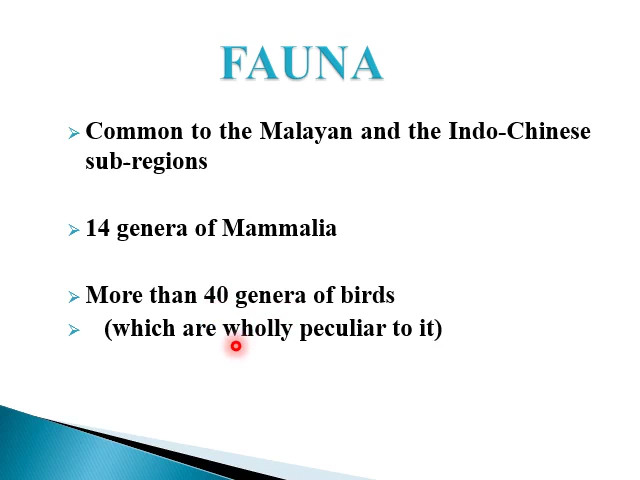 FAUNA
Common to the Malayan and the Indo-Chinese
sub-regions
14 genera of Mammalia
More than 40 genera of birds
(which are wholly peculiar to it)